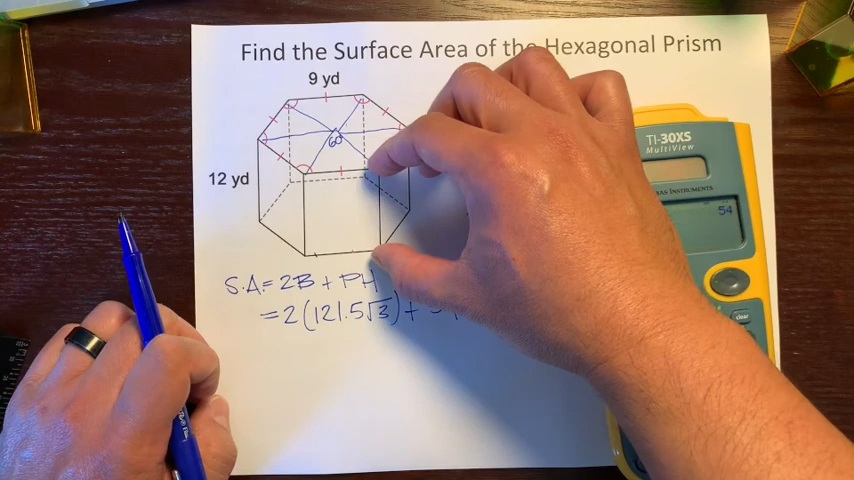 Find the Surface Area of the Hexagonal Prism
9 yd
60
12 yd
TI-30XS
MultiView
INSTRUMENTS
54
clear
S.A. = 2B + PH
= 2(121.5√3) +